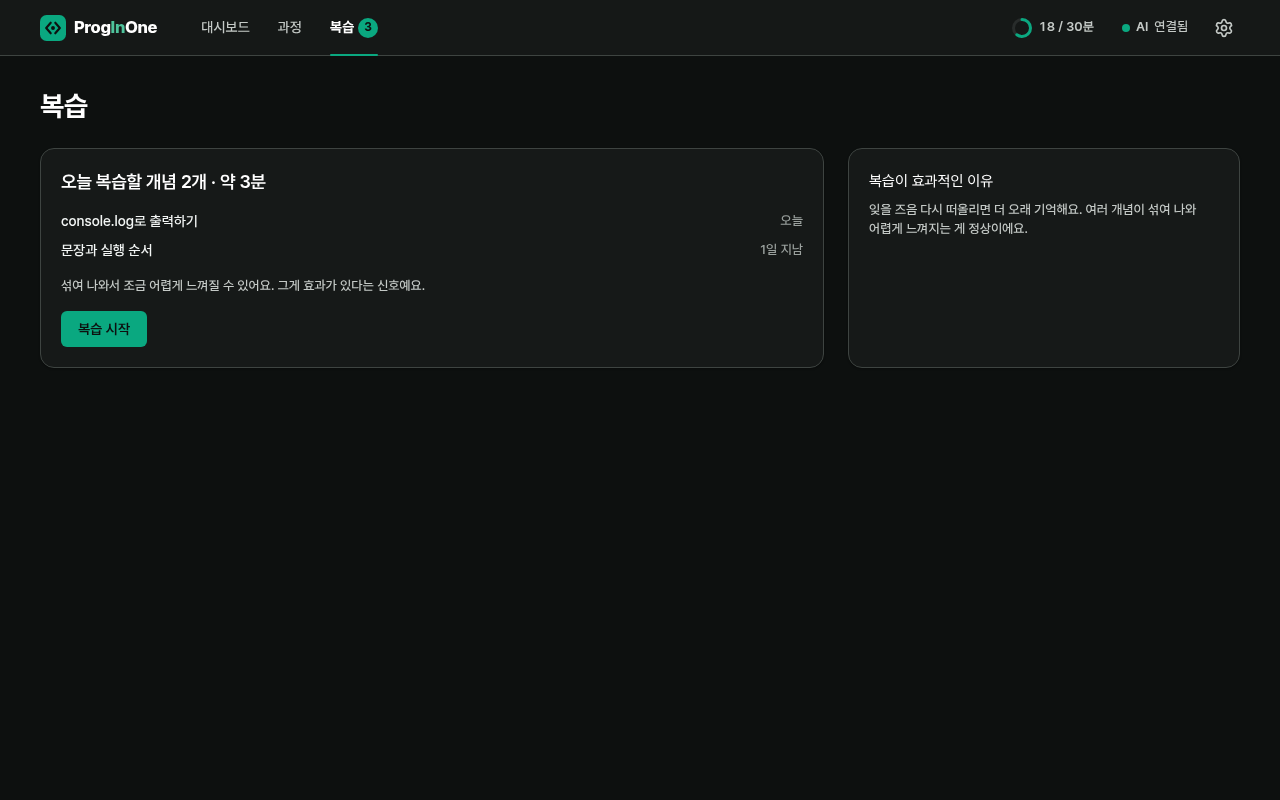 ProgInOne
대시보드
과정
복습 3
18 / 30분
AI 연결됨
복습
오늘 복습할 개념 2개 · 약 3분
console.log로 출력하기 오늘
문장과 실행 순서 1일 지남
섞여 나와서 조금 어렵게 느껴질 수 있어요. 그게 효과가 있다는 신호예요.
복습 시작
복습이 효과적인 이유
잊을 즈음 다시 떠올리면 더 오래 기억해요. 여러 개념이 섞여 나와
어렵게 느껴지는 게 정상이에요.